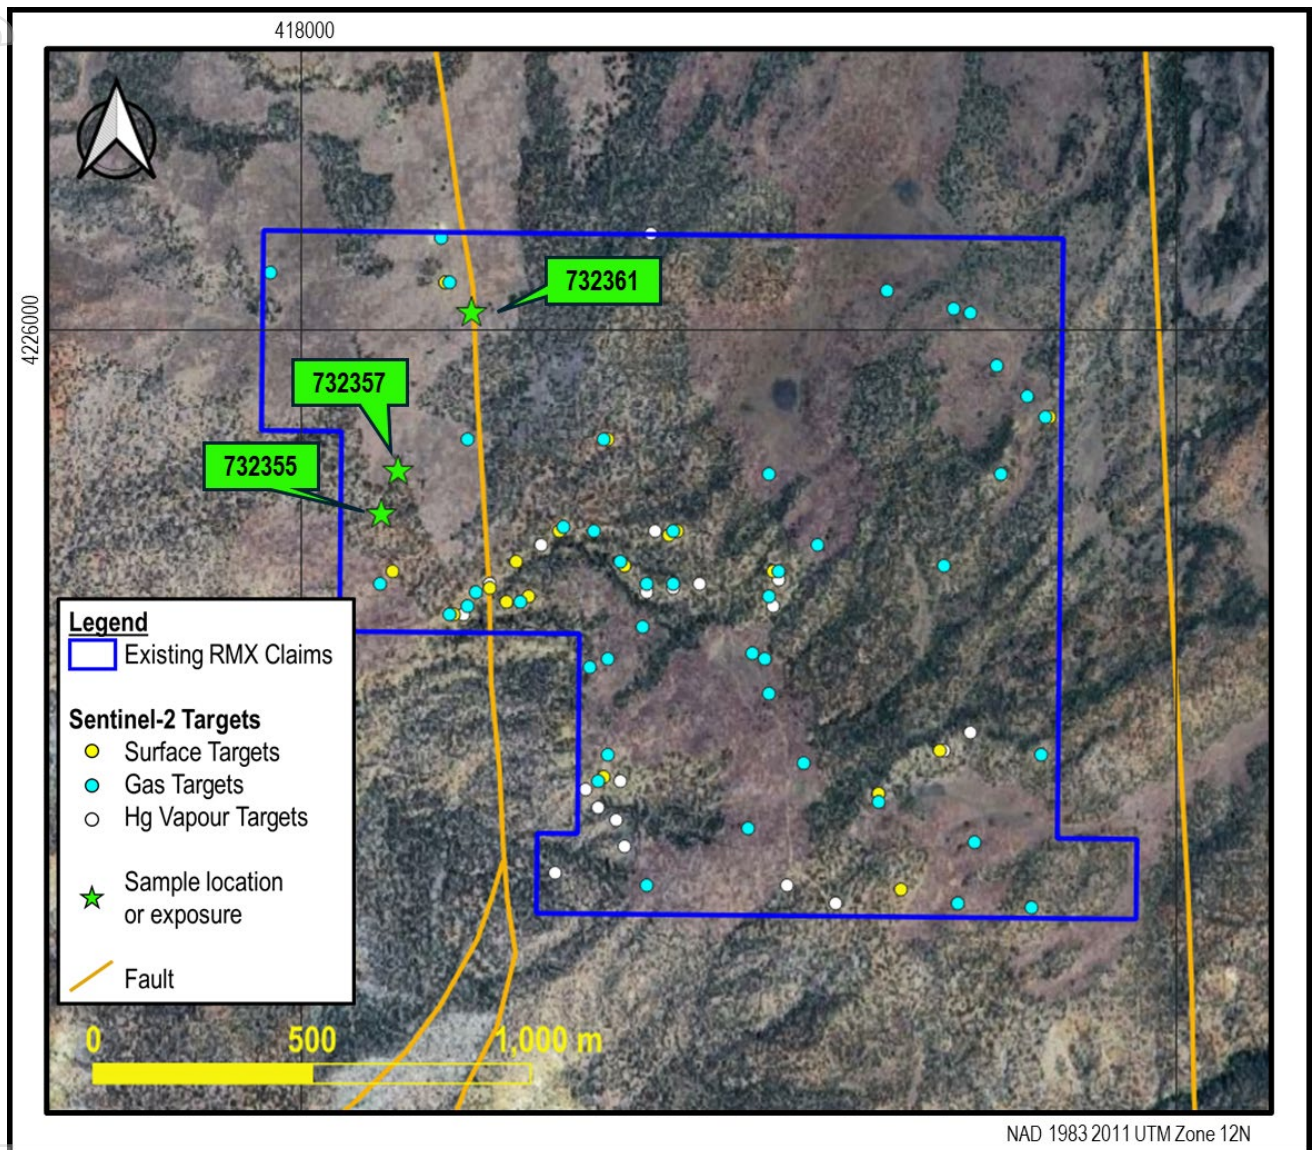 418000
4226000
732361
732357
732355
Legend
Existing RMX Claims
Sentinel-2 Targets
Surface Targets
Gas Targets
Hg Vapour Targets
Sample location
or exposure
Fault
0 500 1,000 m
NAD 1983 2011 UTM Zone 12N